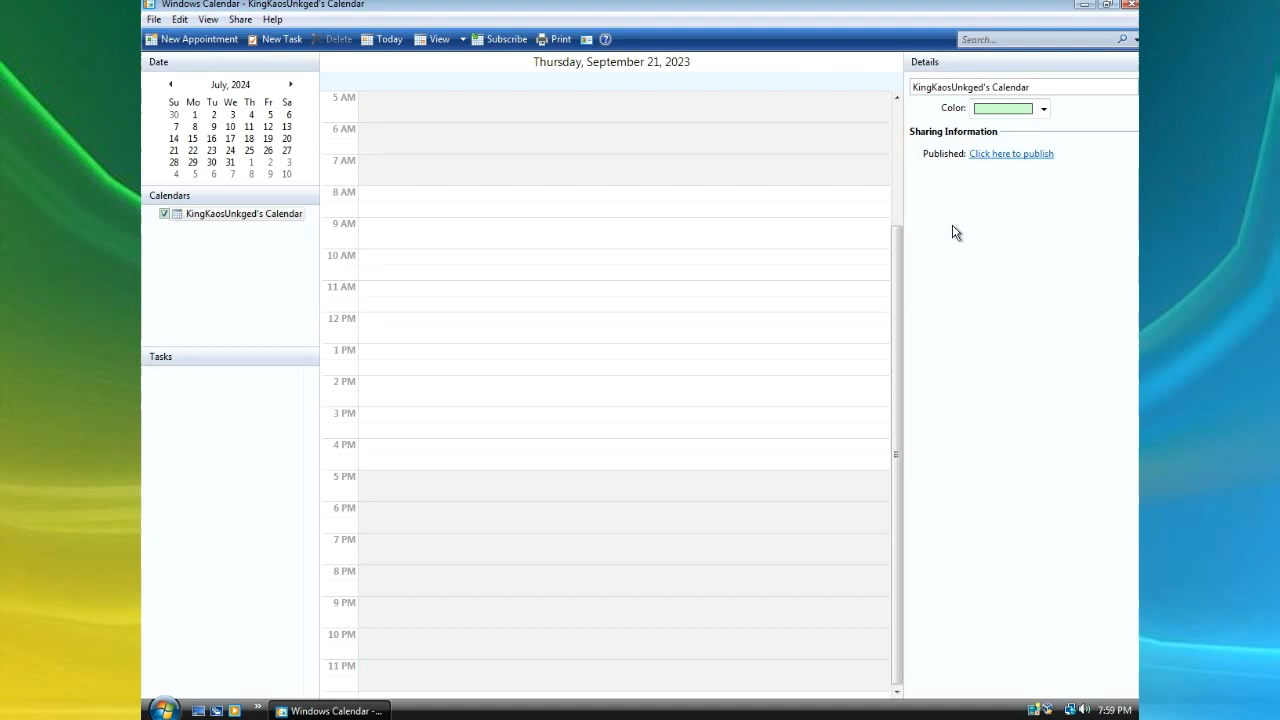 Windows Calendar - KingKaosUnkged's Calendar
File Edit View Share Help
New Appointment New Task Delete Today View Subscribe Print
Search...
Date
Thursday, September 21, 2023
Details
July, 2024
Su Mo Tu We Th Fr Sa
30 1 2 3 4 5 6
7 8 9 10 11 12 13
14 15 16 17 18 19 20
21 22 23 24 25 26 27
28 29 30 31 1 2 3
4 5 6 7 8 9 10
Calendars
KingKaosUnkged's Calendar
Tasks
5 AM
6 AM
7 AM
8 AM
9 AM
10 AM
11 AM
12 PM
1 PM
2 PM
3 PM
4 PM
5 PM
6 PM
7 PM
8 PM
9 PM
10 PM
11 PM
KingKaosUnkged's Calendar
Color:
Sharing Information
Published: Click here to publish
Windows Calendar -...
7:59 PM